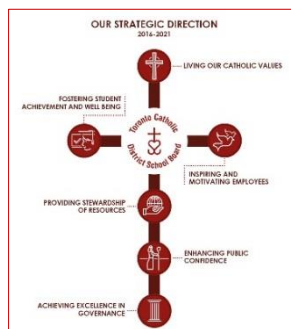 OUR STRATEGIC DIRECTION
2016-2021
LIVING OUR CATHOLIC VALUES
FOSTERING STUDENT
ACHIEVEMENT AND WELL BEING
Toronto Catholic
District School Board
INSPIRING AND
MOTIVATING EMPLOYEES
PROVIDING STEWARDSHIP
OF RESOURCES
ENHANCING PUBLIC
CONFIDENCE
ACHIEVING EXCELLENCE IN
GOVERNANCE